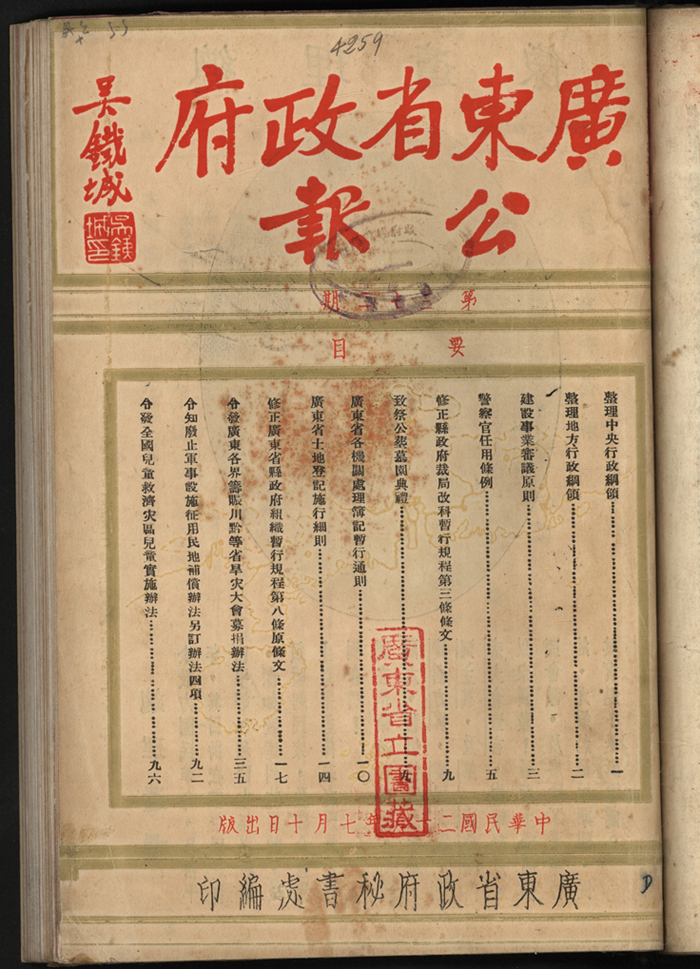 4259
廣東省政府
公報
吳鐵城
吳鐵城印
第三七二期
要目
整理中央行政綱領……一
整理地方行政綱領……二
建設事業審議原則……三
警察官任用條例……五
修正縣政府裁局改科暫行規程第三條條文……九
致祭公葬墓園典禮……九
廣東省各機關處理簿記暫行通則……一〇
廣東省土地登記施行細則……一四
修正廣東省縣政府組織暫行規程第八條原條文……一七
令發廣東各界籌賑川黔等省旱灾大會募捐辦法……三五
令知廢止軍事設施征用民地補償辦法另訂辦法四項……九二
令發全國兒童救濟灾區兒童實施辦法……九六
廣東省立圖藏
中華民國二十 年七月十日出版
廣東省政府秘書處編印
D